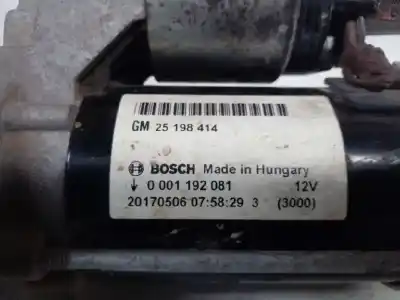 GM 25 198 414
BOSCH Made in Hungary
0 001 192 081 12V
20170506 07:58:29 3 (3000)